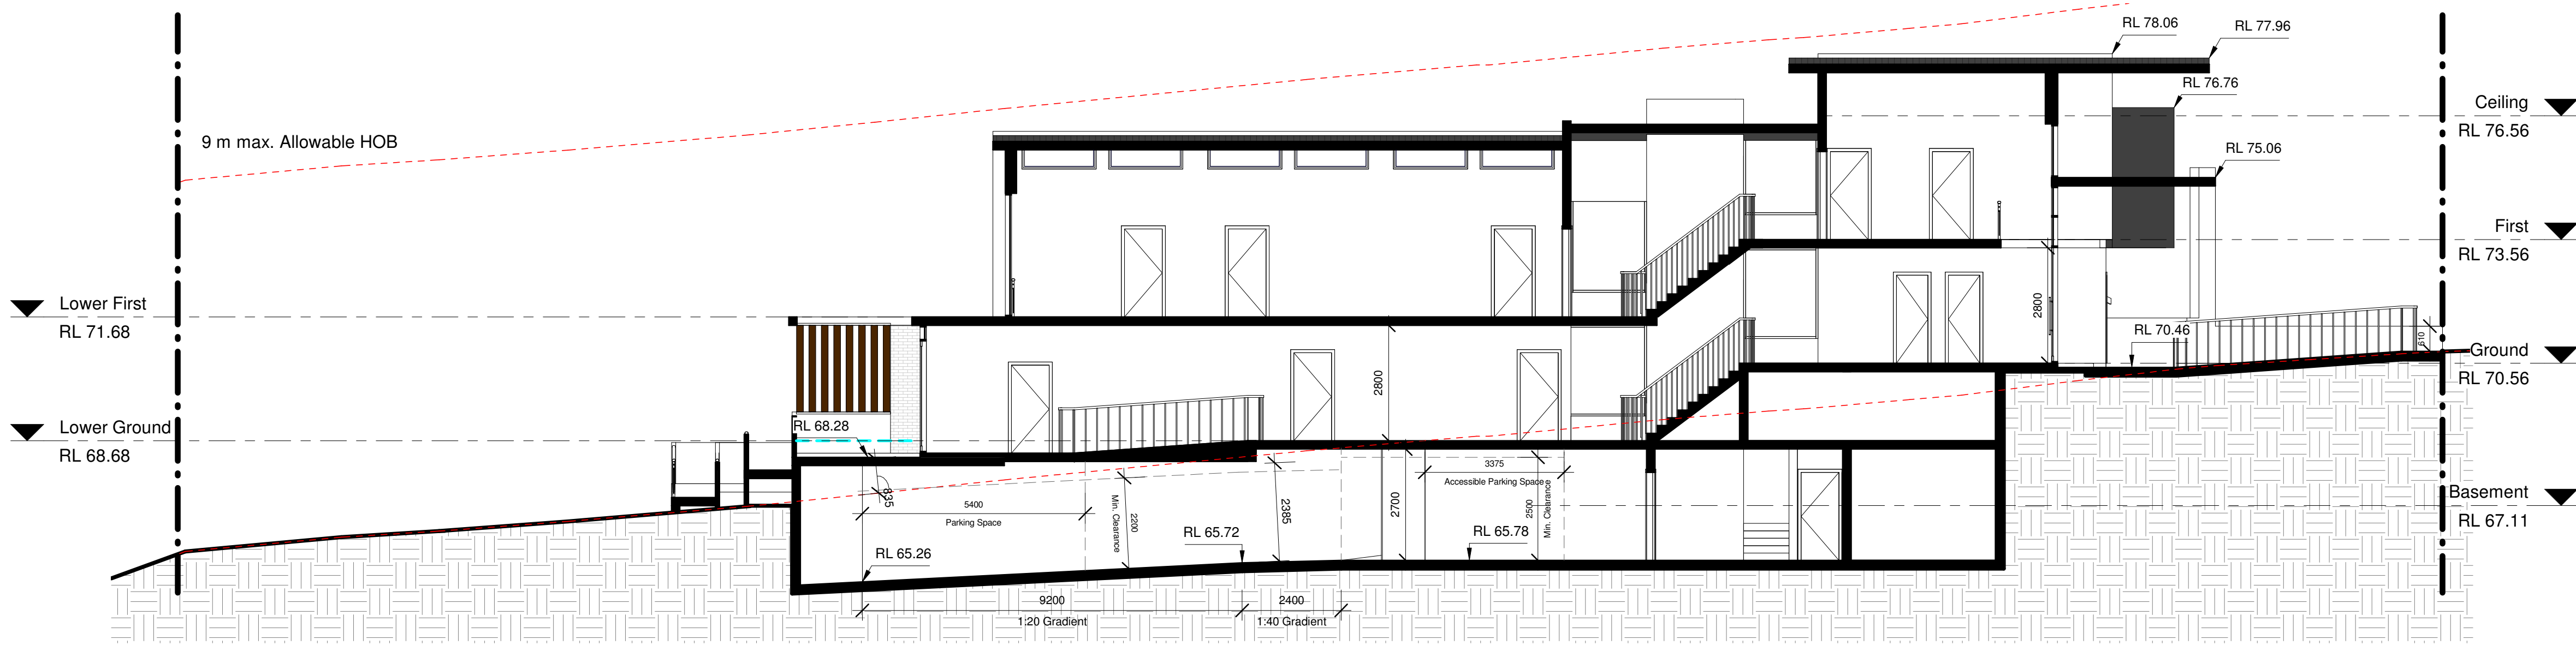 RL 78.06
RL 77.96
RL 76.76
Ceiling
RL 76.56
9 m max. Allowable HOB
RL 75.06
First
RL 73.56
Lower First
RL 71.68
2800
RL 70.46
610
Ground
RL 70.56
2800
Lower Ground
RL 68.68
RL 68.28
835
5400
Parking Space
Min. Clearance
2200
2385
2700
3375
Accessible Parking Space
2500
Min. Clearance
Basement
RL 67.11
RL 65.26
RL 65.72
RL 65.78
9200
1:20 Gradient
2400
1:40 Gradient